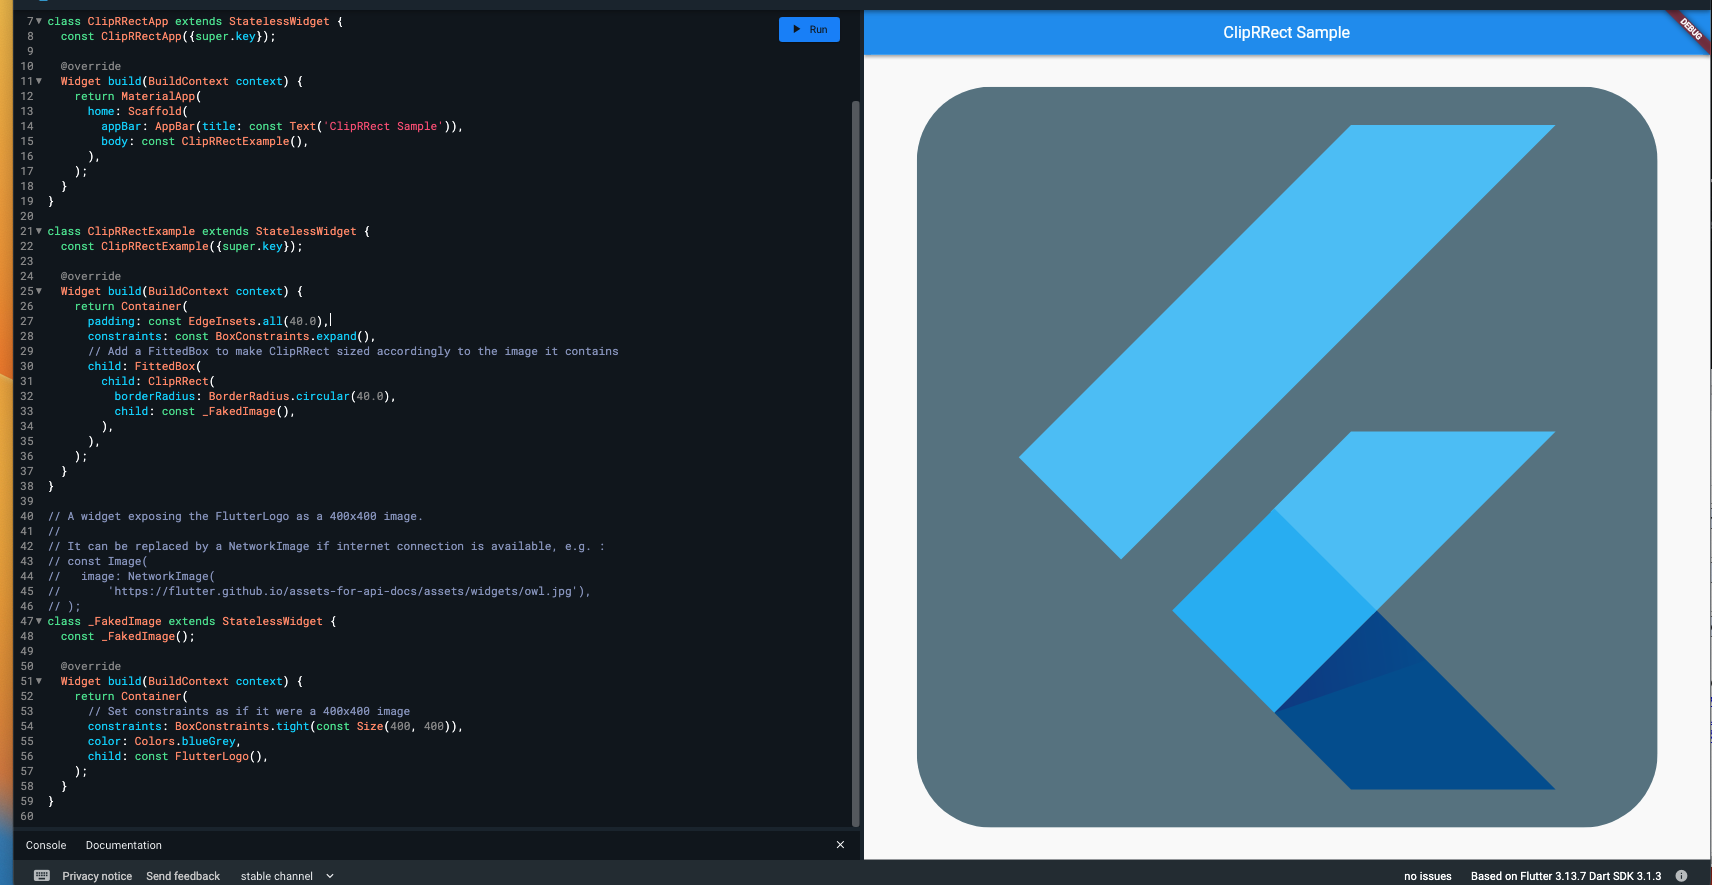 7 class ClipRRectApp extends StatelessWidget {
8 const ClipRRectApp({super.key});
9
10 @override
11 Widget build(BuildContext context) {
12 return MaterialApp(
13 home: Scaffold(
14 appBar: AppBar(title: const Text('ClipRRect Sample')),
15 body: const ClipRRectExample(),
16 ),
17 );
18 }
19 }
20
21 class ClipRRectExample extends StatelessWidget {
22 const ClipRRectExample({super.key});
23
24 @override
25 Widget build(BuildContext context) {
26 return Container(
27 padding: const EdgeInsets.all(40.0),
28 constraints: const BoxConstraints.expand(),
29 // Add a FittedBox to make ClipRRect sized accordingly to the image it contains
30 child: FittedBox(
31 child: ClipRRect(
32 borderRadius: BorderRadius.circular(40.0),
33 child: const _FakedImage(),
34 ),
35 ),
36 );
37 }
38 }
39
40 // A widget exposing the FlutterLogo as a 400x400 image.
41 //
42 // It can be replaced by a NetworkImage if internet connection is available, e.g. :
43 // const Image(
44 // image: NetworkImage(
45 // 'https://flutter.github.io/assets-for-api-docs/assets/widgets/owl.jpg'),
46 // );
47 class _FakedImage extends StatelessWidget {
48 const _FakedImage();
49
50 @override
51 Widget build(BuildContext context) {
52 return Container(
53 // Set constraints as if it were a 400x400 image
54 constraints: BoxConstraints.tight(const Size(400, 400)),
55 color: Colors.blueGrey,
56 child: const FlutterLogo(),
57 );
58 }
59 }
60
Run
ClipRRect Sample
DEBUG
Console Documentation
Privacy notice Send feedback stable channel
no issues Based on Flutter 3.13.7 Dart SDK 3.1.3